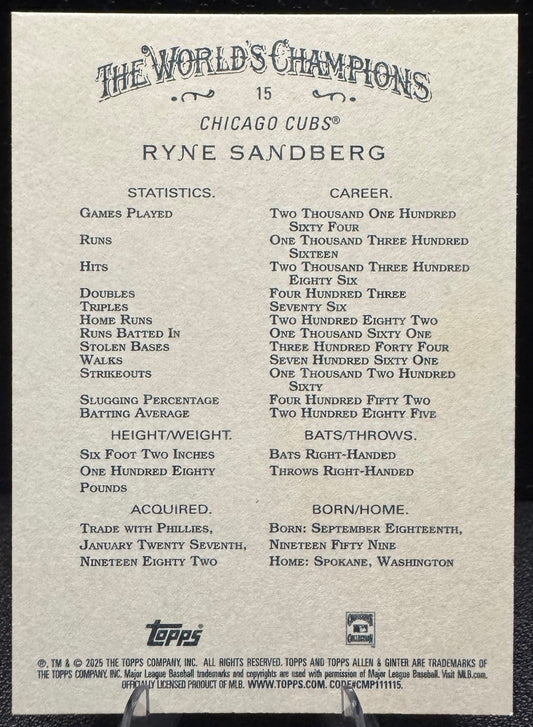 THE WORLD'S CHAMPIONS
15
CHICAGO CUBS®
RYNE SANDBERG
STATISTICS. CAREER.
GAMES PLAYED TWO THOUSAND ONE HUNDRED
SIXTY FOUR
RUNS ONE THOUSAND THREE HUNDRED
SIXTEEN
HITS TWO THOUSAND THREE HUNDRED
EIGHTY SIX
DOUBLES FOUR HUNDRED THREE
TRIPLES SEVENTY SIX
HOME RUNS TWO HUNDRED EIGHTY TWO
RUNS BATTED IN ONE THOUSAND SIXTY ONE
STOLEN BASES THREE HUNDRED FORTY FOUR
WALKS SEVEN HUNDRED SIXTY ONE
STRIKEOUTS ONE THOUSAND TWO HUNDRED
SIXTY
SLUGGING PERCENTAGE FOUR HUNDRED FIFTY TWO
BATTING AVERAGE TWO HUNDRED EIGHTY FIVE
HEIGHT/WEIGHT. BATS/THROWS.
SIX FOOT TWO INCHES BATS RIGHT-HANDED
ONE HUNDRED EIGHTY THROWS RIGHT-HANDED
POUNDS
ACQUIRED. BORN/HOME.
TRADE WITH PHILLIES, BORN: SEPTEMBER EIGHTEENTH,
JANUARY TWENTY SEVENTH, NINETEEN FIFTY NINE
NINETEEN EIGHTY TWO HOME: SPOKANE, WASHINGTON
Topps
®, TM & © 2025 THE TOPPS COMPANY, INC. ALL RIGHTS RESERVED. TOPPS AND TOPPS ALLEN & GINTER ARE TRADEMARKS OF
THE TOPPS COMPANY, INC. Major League Baseball trademarks and copyrights are used with permission of Major League Baseball. Visit MLB.com.
OFFICIALLY LICENSED PRODUCT OF MLB. WWW.TOPPS.COM. CODE#CMP111115.